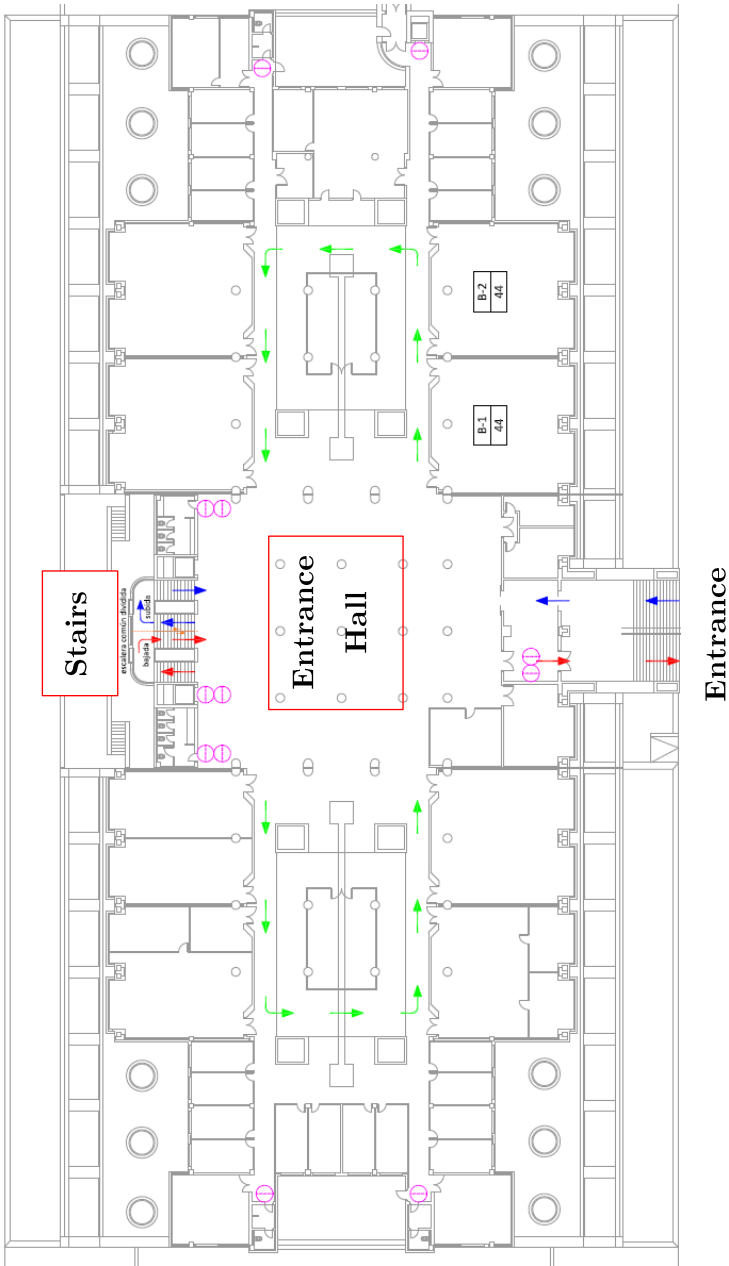 Stairs
escalera común dividida
bajada
subida
Entrance
Hall
B-2
44
B-1
44
Entrance